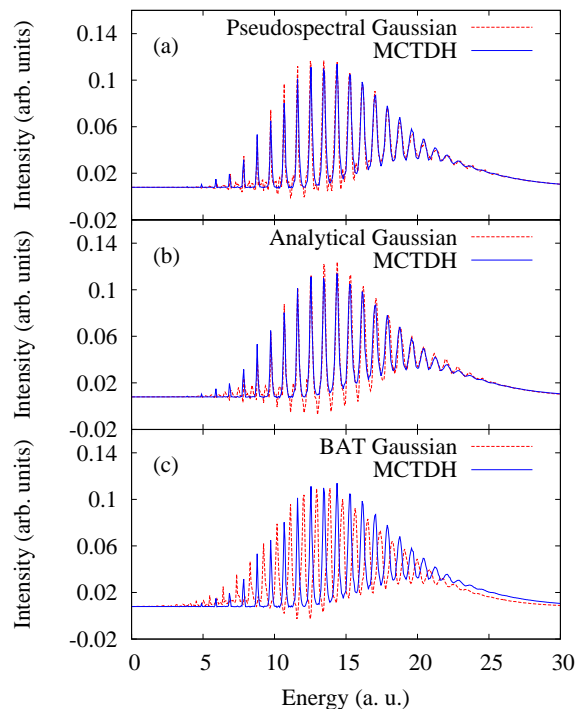 0.14
Pseudospectral Gaussian
(a)
MCTDH
0.1
0.06
0.02
-0.02
Intensity (arb. units)
0.14
Analytical Gaussian
(b)
MCTDH
0.1
0.06
0.02
-0.02
Intensity (arb. units)
0.14
BAT Gaussian
(c)
MCTDH
0.1
0.06
0.02
-0.02
Intensity (arb. units)
0 5 10 15 20 25 30
Energy (a. u.)